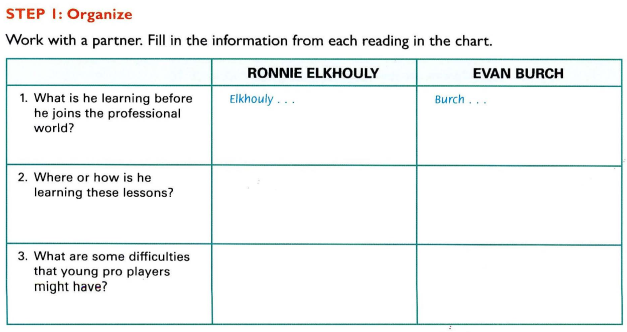 STEP 1: Organize
Work with a partner. Fill in the information from each reading in the chart.
RONNIE ELKHOULY
EVAN BURCH
1. What is he learning before
he joins the professional
world?
Elkhouly . . .
Burch . . .
2. Where or how is he
learning these lessons?
3. What are some difficulties
that young pro players
might have?